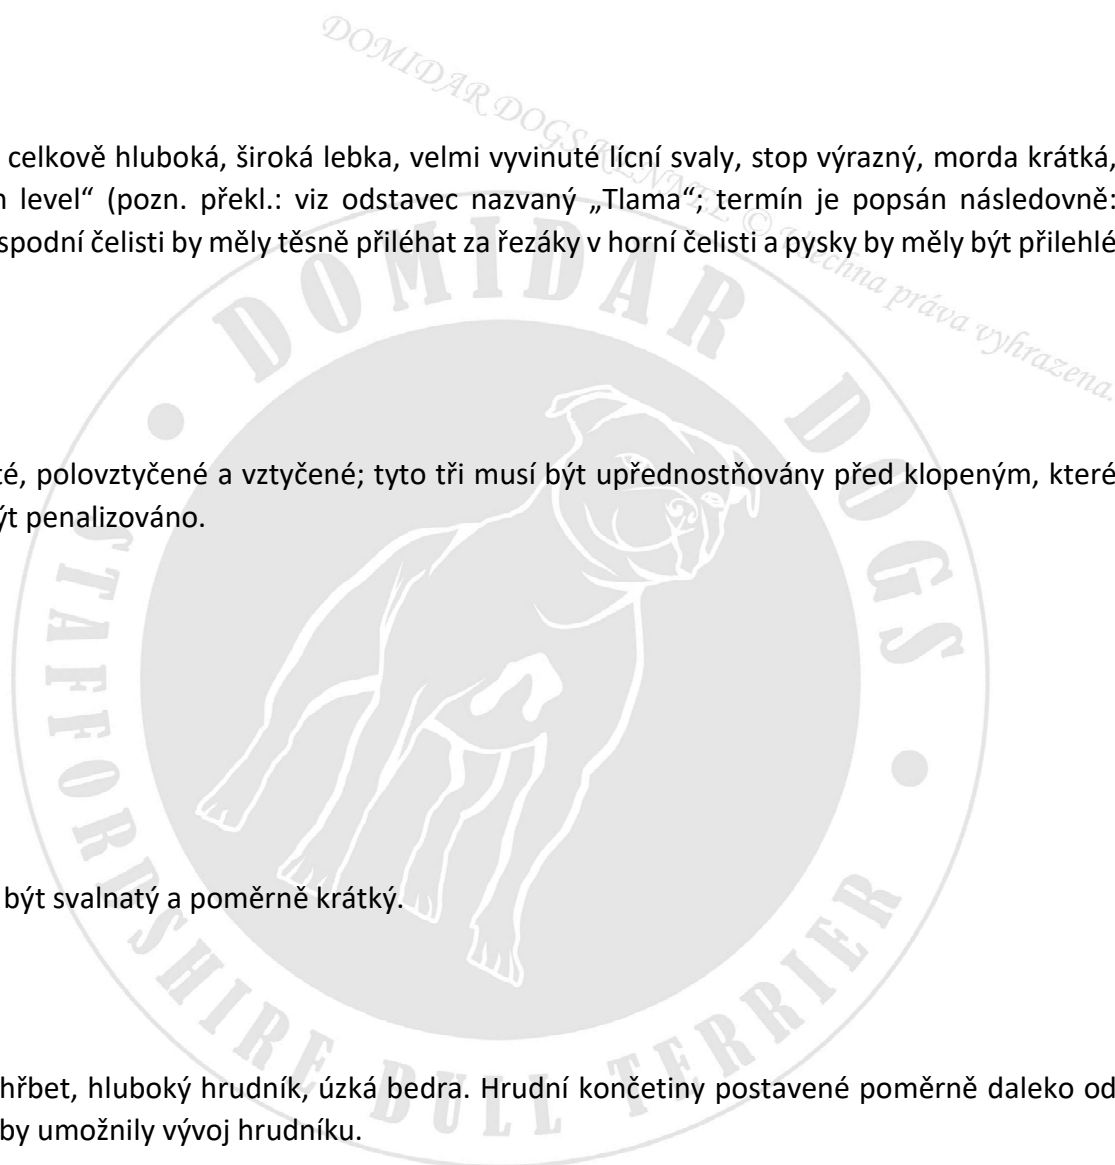 DOMIDAR DOGS KENNEL © Všechna práva vyhrazena.
celkově hluboká, široká lebka, velmi vyvinuté lícní svaly, stop výrazný, morda krátká,
level“ (pozn. překl.: viz odstavec nazvaný „Tlama“; termín je popsán následovně:
spodní čelisti by měly těsně přiléhat za řezáky v horní čelisti a pysky by měly být přilehlé
DOMIDAR DOGS
té, polovztyčené a vztyčené; tyto tři musí být upřednostňovány před klopeným, které
ýt penalizováno.
STAFFORDSHIRE BULL TERRIER
být svalnatý a poměrně krátký.
hřbet, hluboký hrudník, úzká bedra. Hrudní končetiny postavené poměrně daleko od
by umožnily vývoj hrudníku.